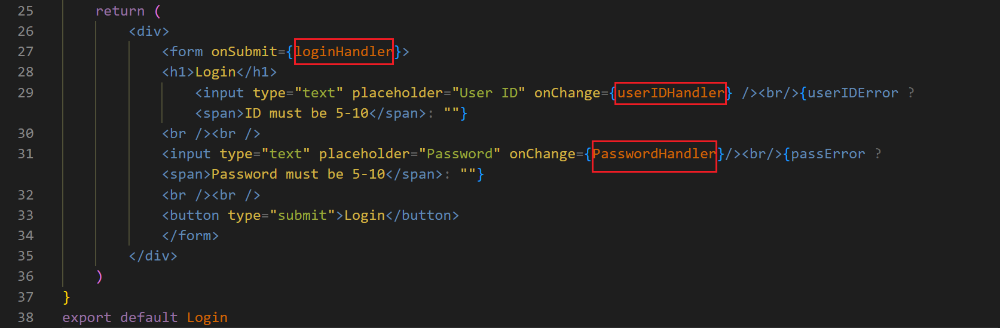 25 return (
26 <div>
27 <form onSubmit={loginHandler}>
28 <h1>Login</h1>
29 <input type="text" placeholder="User ID" onChange={userIDHandler} /><br/>{userIDError ?
<span>ID must be 5-10</span>: ""}
30 <br /><br />
31 <input type="text" placeholder="Password" onChange={PasswordHandler}/><br/>{passError ?
<span>Password must be 5-10</span>: ""}
32 <br /><br />
33 <button type="submit">Login</button>
34 </form>
35 </div>
36 )
37 }
38 export default Login